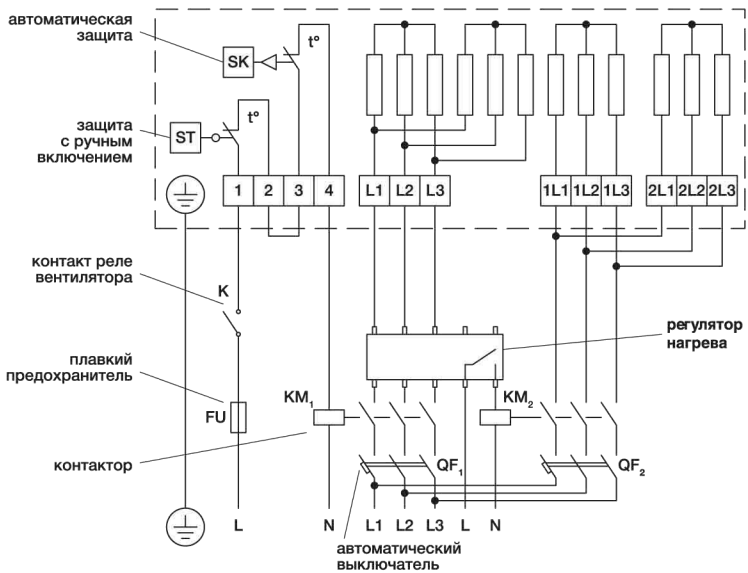 автоматическая
защита
SK
t°
защита
с ручным
включением
ST
t°
1 2 3 4 L1 L2 L3 1L1 1L2 1L3 2L1 2L2 2L3
контакт реле
вентилятора
K
регулятор
нагрева
плавкий
предохранитель
FU
KM1
KM2
контактор
QF1
QF2
L N L1 L2 L3 L N
автоматический
выключатель